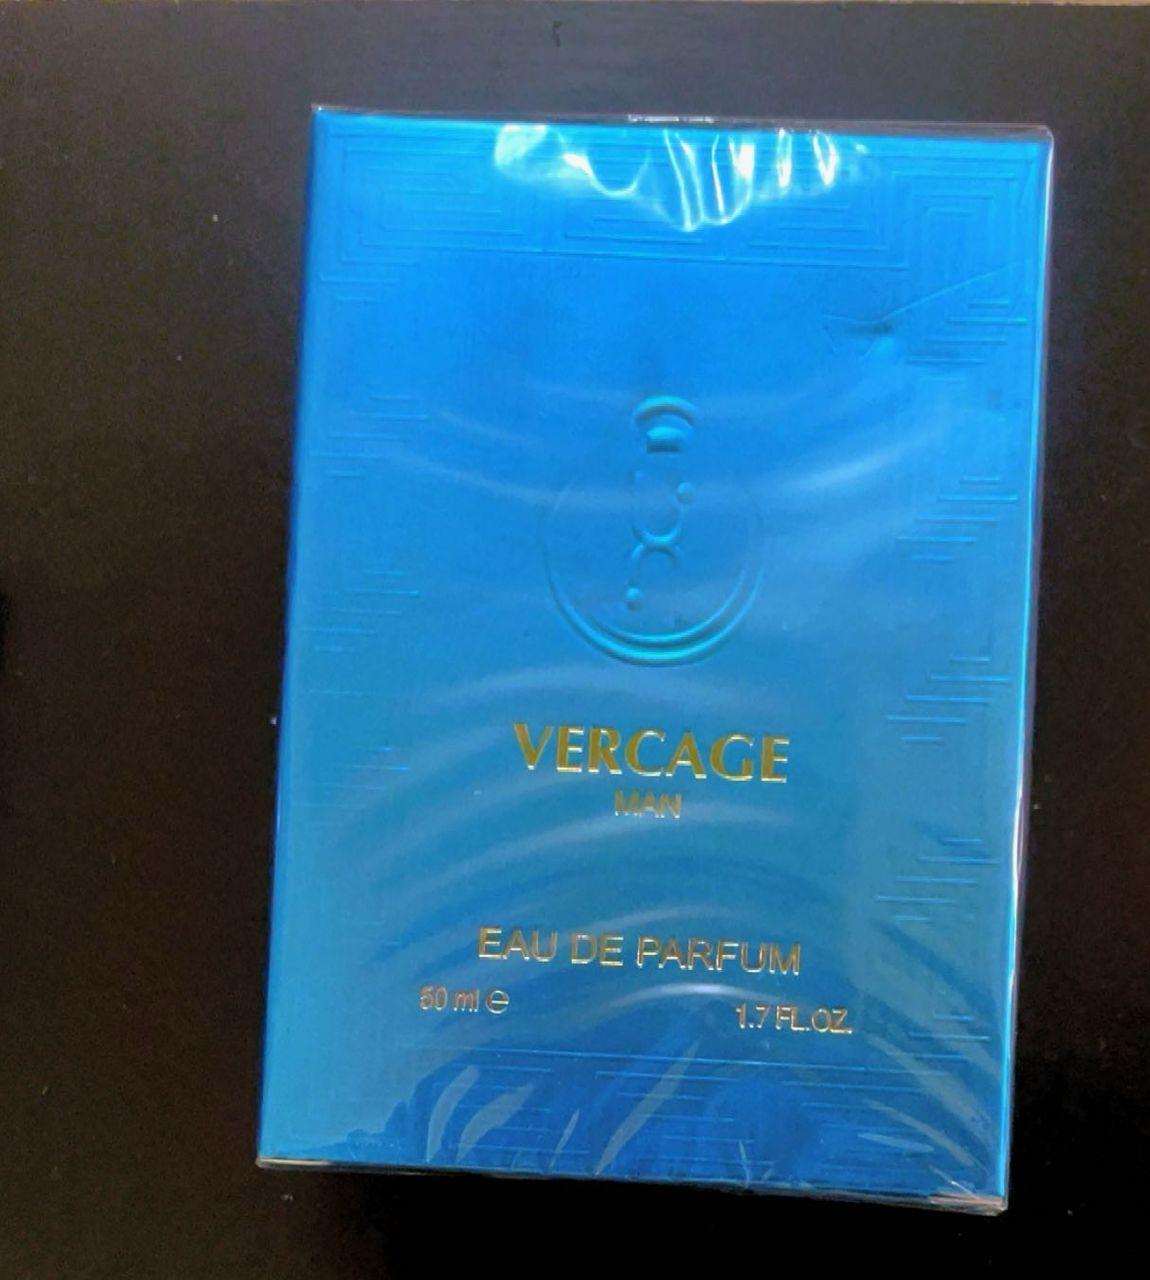 VERCAGE
MAN
EAU DE PARFUM
50 ml ℮ 1.7 FL.OZ.